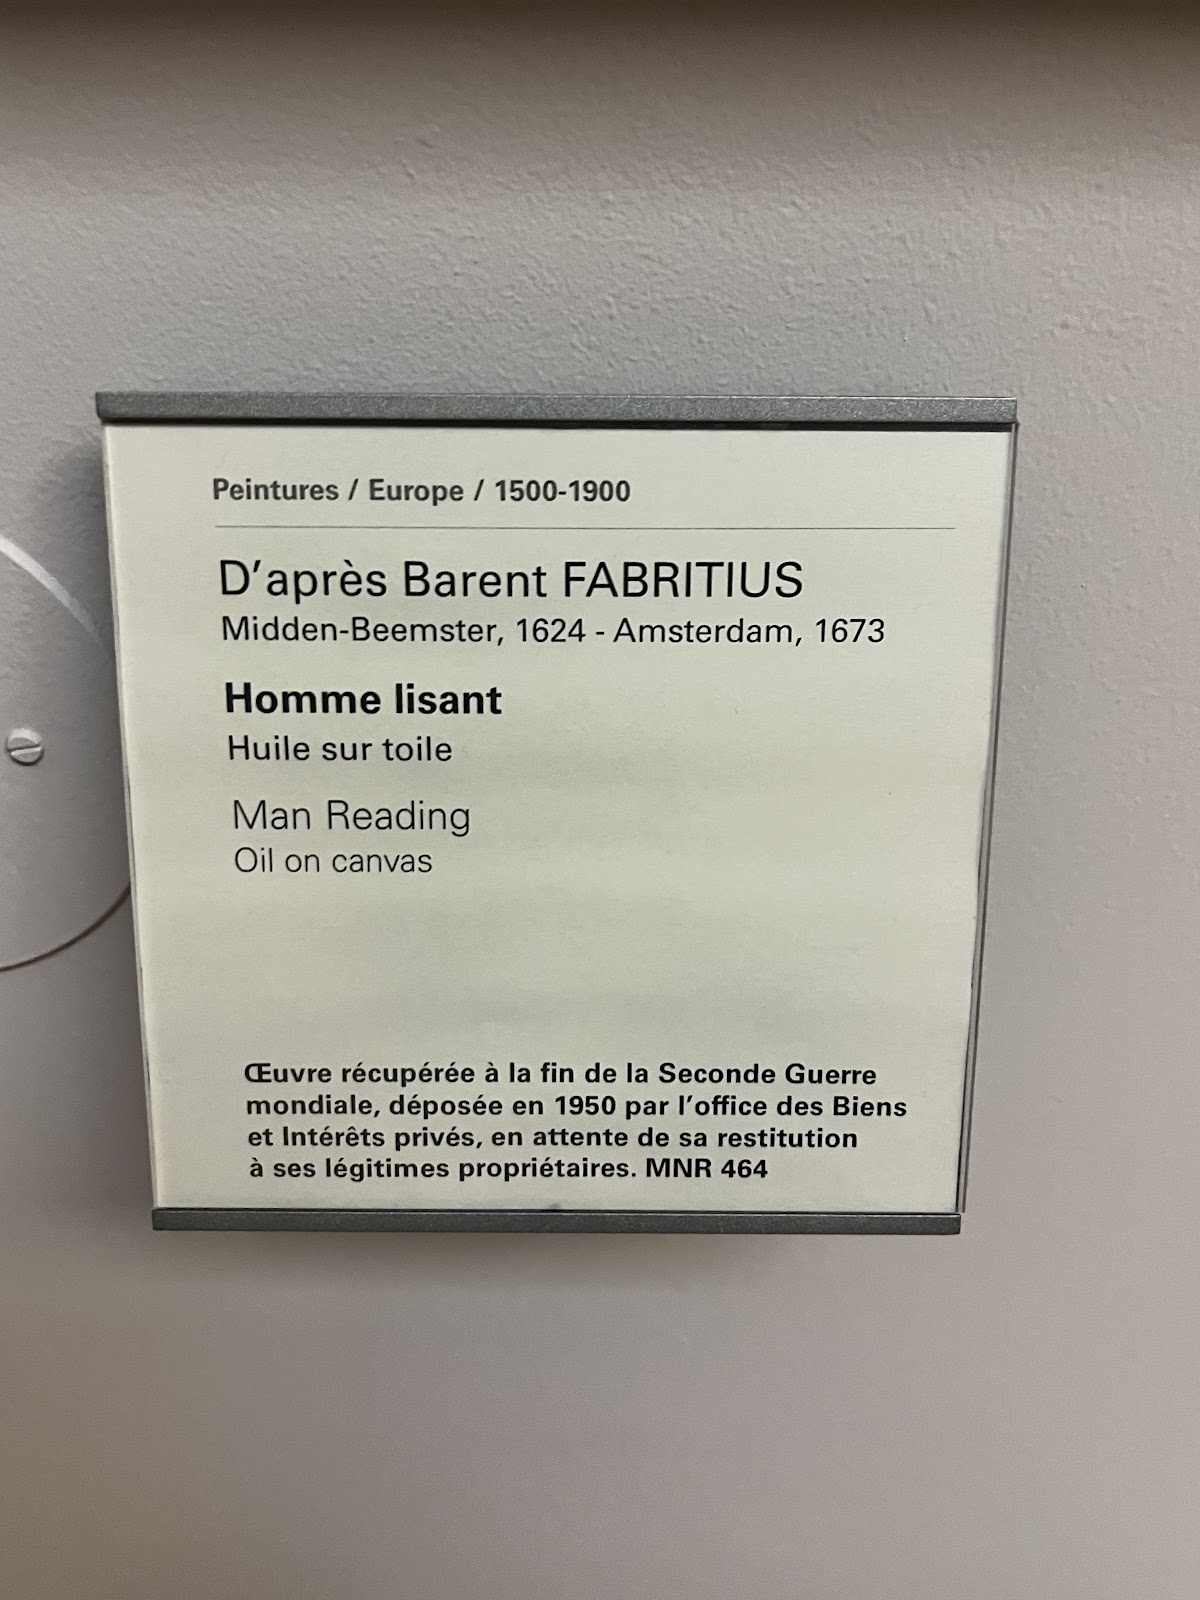 Peintures / Europe / 1500-1900
D'après Barent FABRITIUS
Midden-Beemster, 1624 - Amsterdam, 1673
Homme lisant
Huile sur toile
Man Reading
Oil on canvas
Œuvre récupérée à la fin de la Seconde Guerre
mondiale, déposée en 1950 par l'office des Biens
et Intérêts privés, en attente de sa restitution
à ses légitimes propriétaires. MNR 464